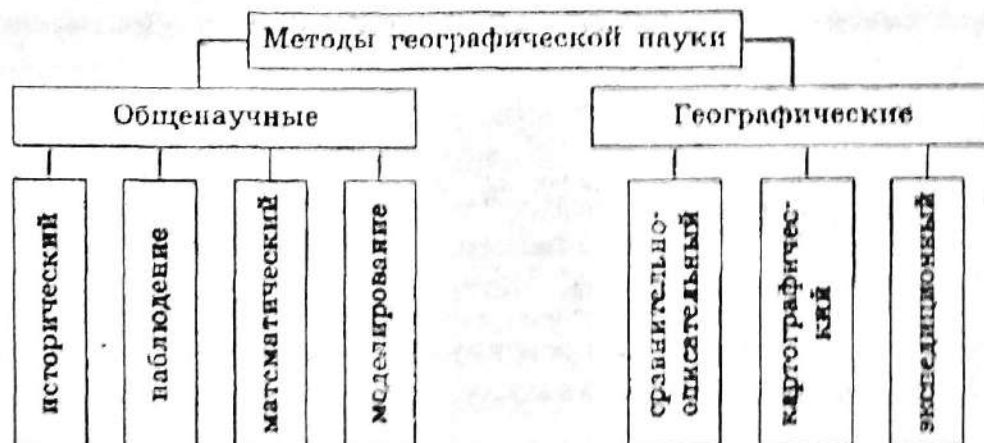 Методы географической науки
Общенаучные
Географические
исторический
наблюдение
математический
моделирование
сравнительно-
описательный
картографичес-
кий
экспедиционный